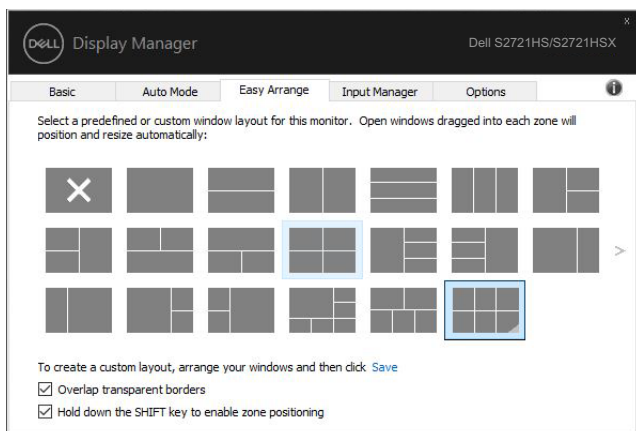 x
DELL Display Manager
Dell S2721HS/S2721HSX
Basic Auto Mode Easy Arrange Input Manager Options i
Select a predefined or custom window layout for this monitor. Open windows dragged into each zone will
position and resize automatically:
>
To create a custom layout, arrange your windows and then click Save
Overlap transparent borders
Hold down the SHIFT key to enable zone positioning